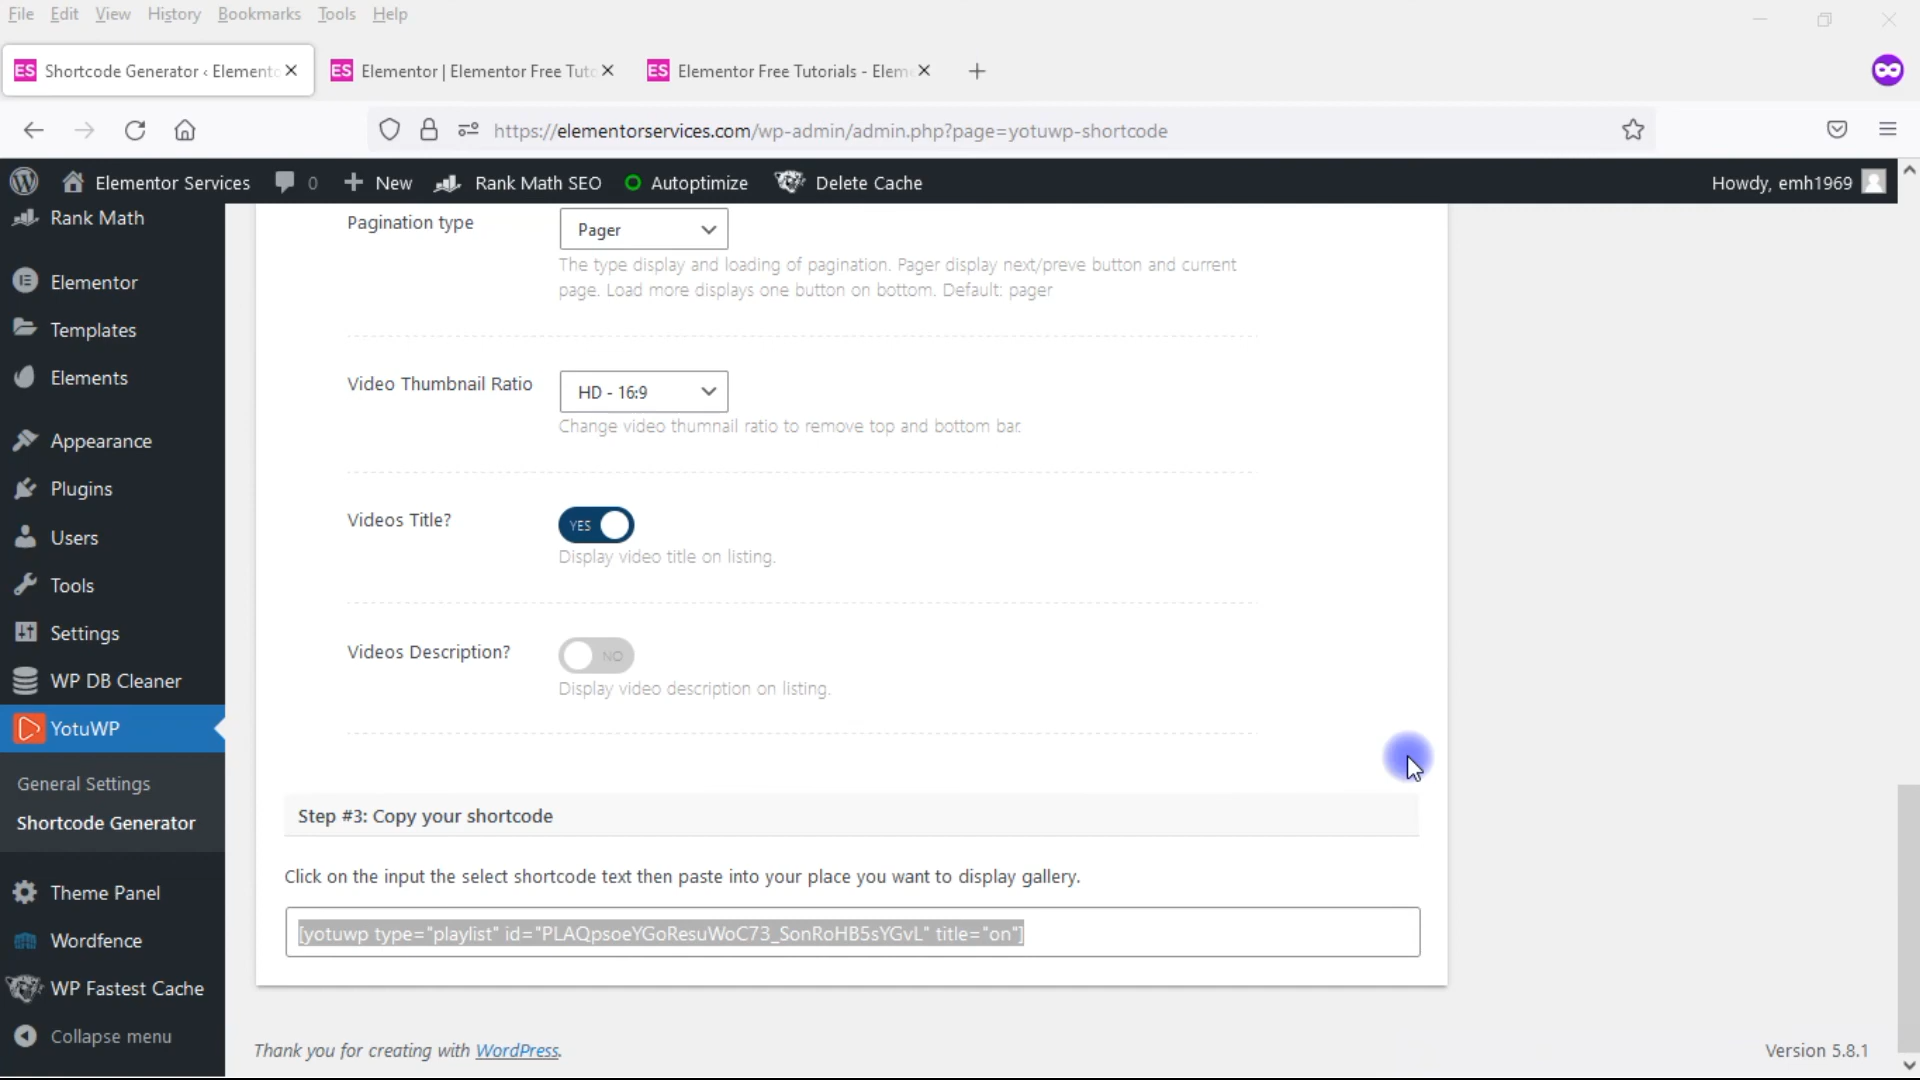 File Edit View History Bookmarks Tools Help
ES Shortcode Generator ‹ Elemento
ES Elementor | Elementor Free Tuto
ES Elementor Free Tutorials - Elem
https://elementorservices.com/wp-admin/admin.php?page=yotuwp-shortcode
Elementor Services 0 New Rank Math SEO Autoptimize Delete Cache Howdy, emh1969
Rank Math
Elementor
Templates
Elements
Appearance
Plugins
Users
Tools
Settings
WP DB Cleaner
YotuWP
General Settings
Shortcode Generator
Theme Panel
Wordfence
WP Fastest Cache
Collapse menu
Pagination type
Pager
The type display and loading of pagination. Pager display next/preve button and current
page. Load more displays one button on bottom. Default: pager
Video Thumbnail Ratio
HD - 16:9
Change video thumnail ratio to remove top and bottom bar.
Videos Title?
YES
Display video title on listing.
Videos Description?
NO
Display video description on listing.
Step #3: Copy your shortcode
Click on the input the select shortcode text then paste into your place you want to display gallery.
[yotuwp type="playlist" id="PLAQpsoeYGoResuWoC73_SonRoHB5sYGvL" title="on"]
Thank you for creating with WordPress.
Version 5.8.1